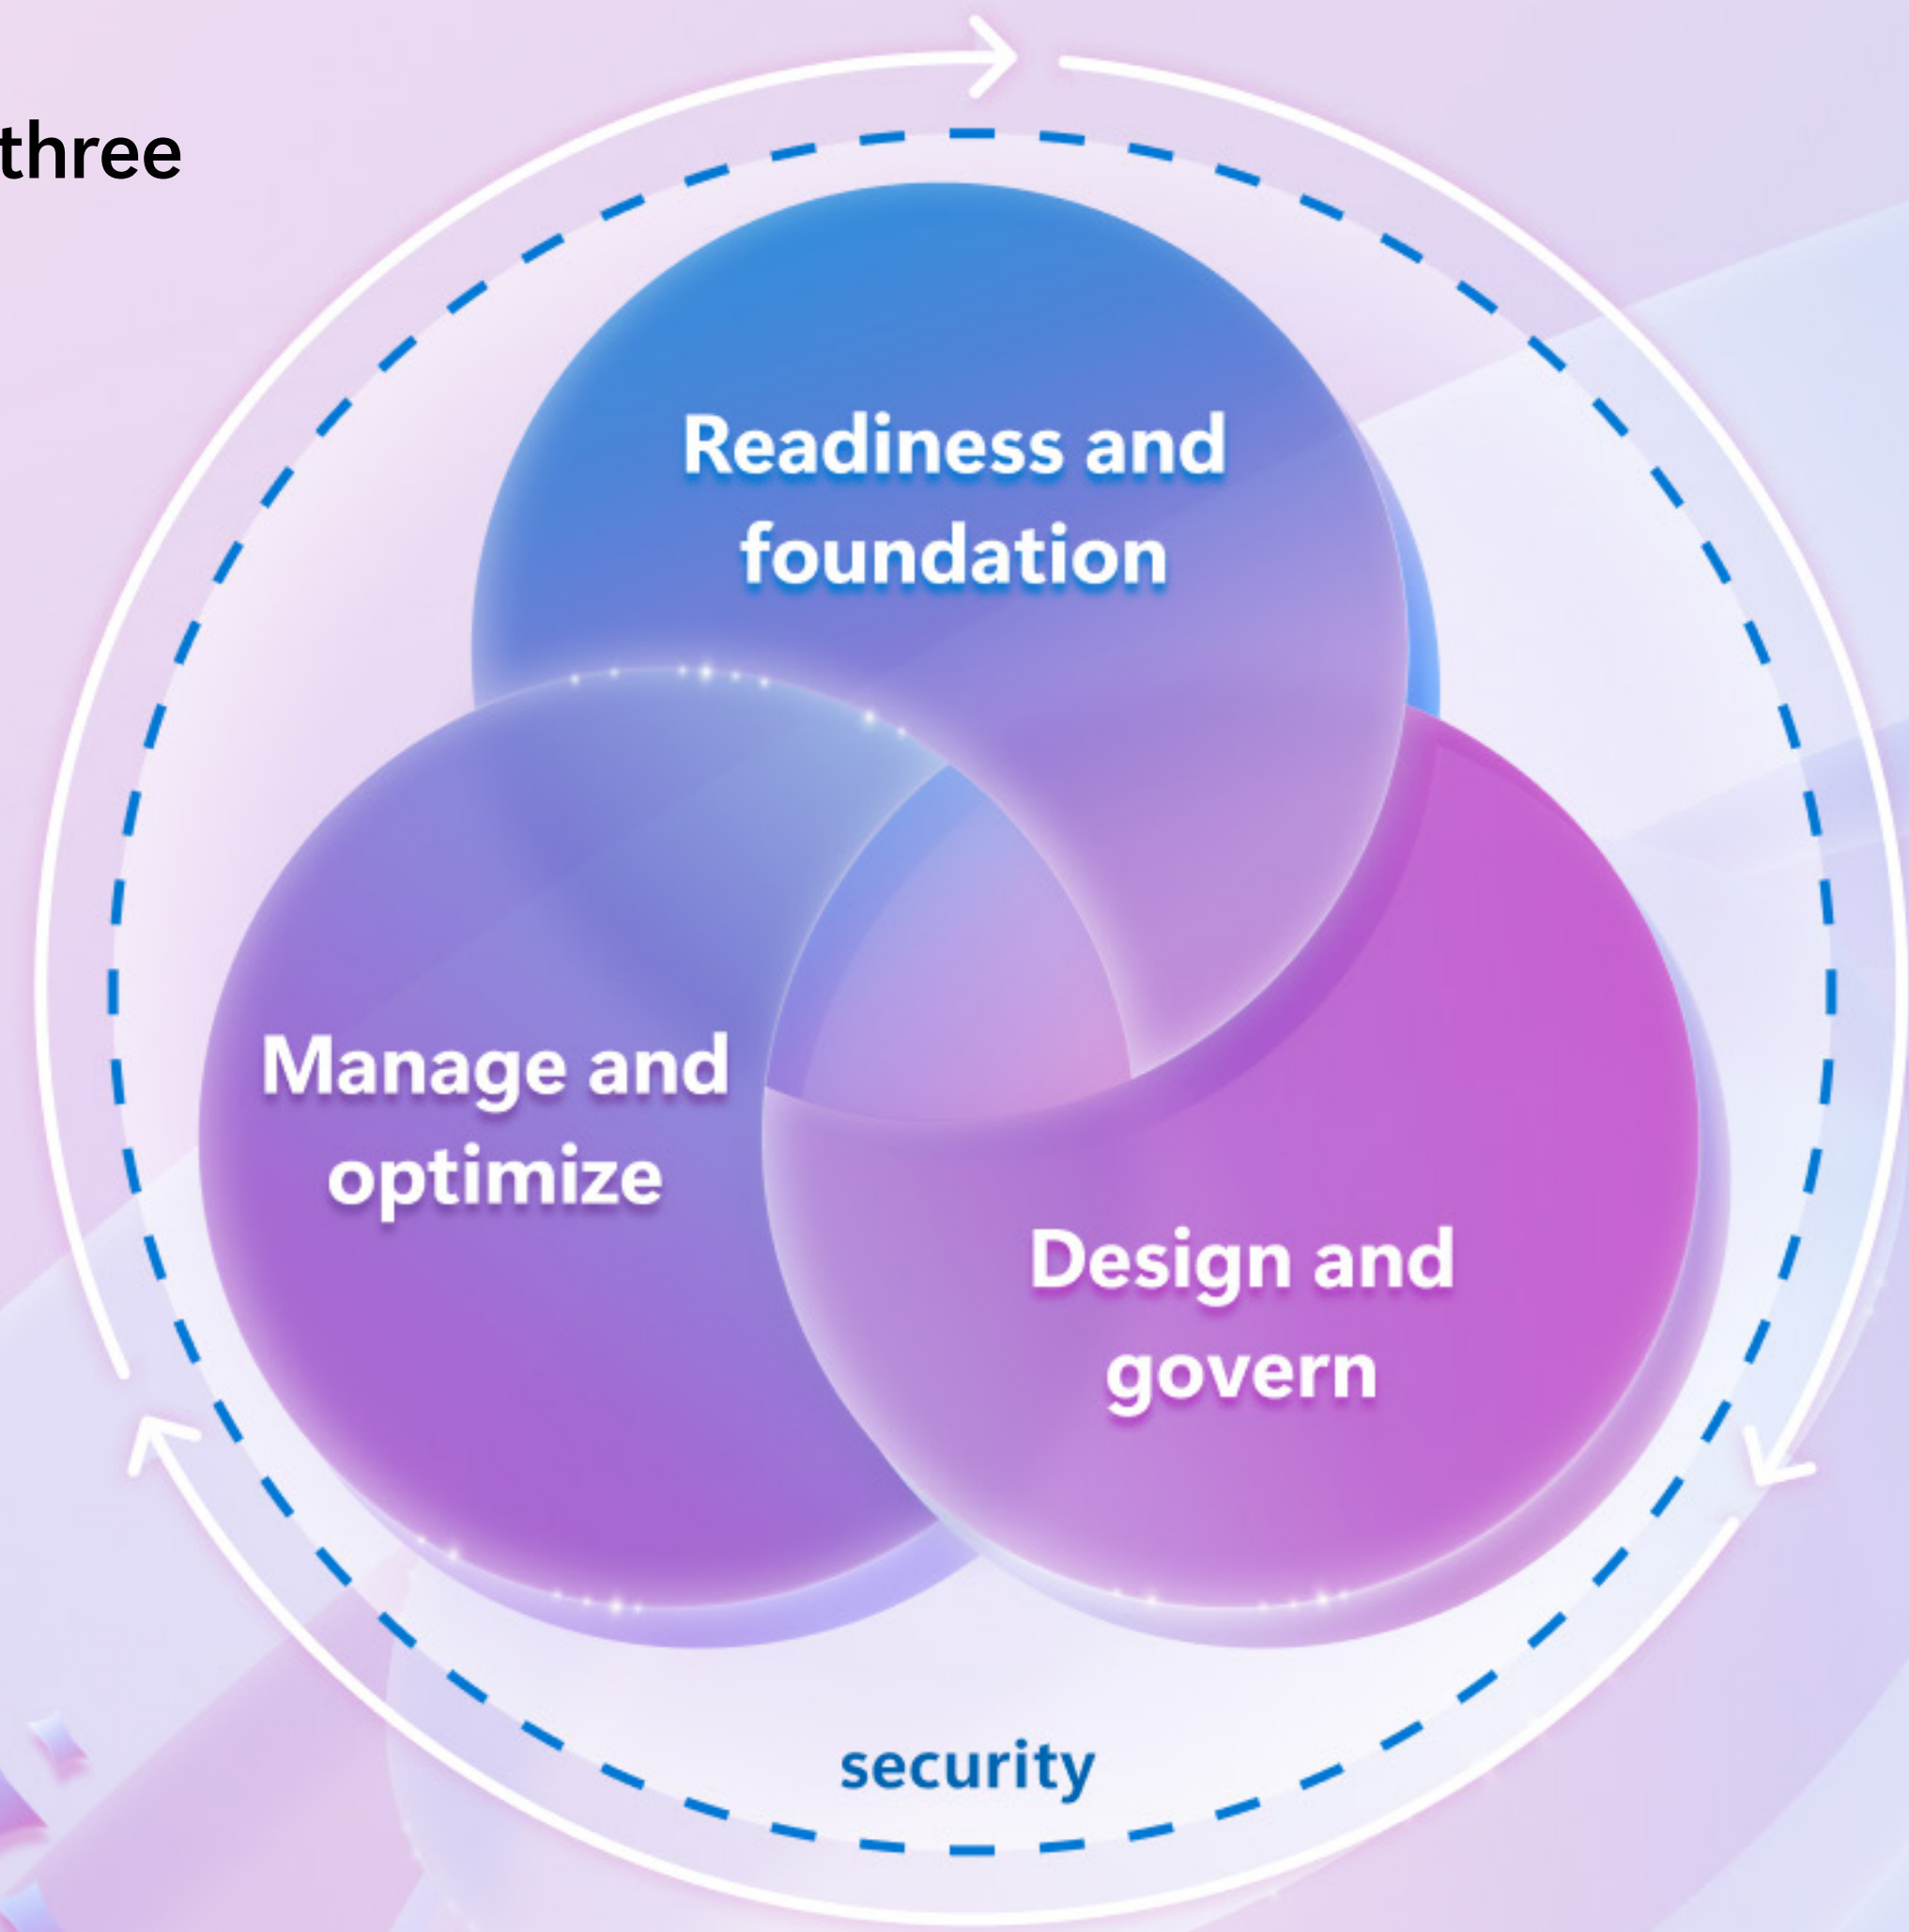 three
Readiness and
foundation
Manage and
optimize
Design and
govern
security